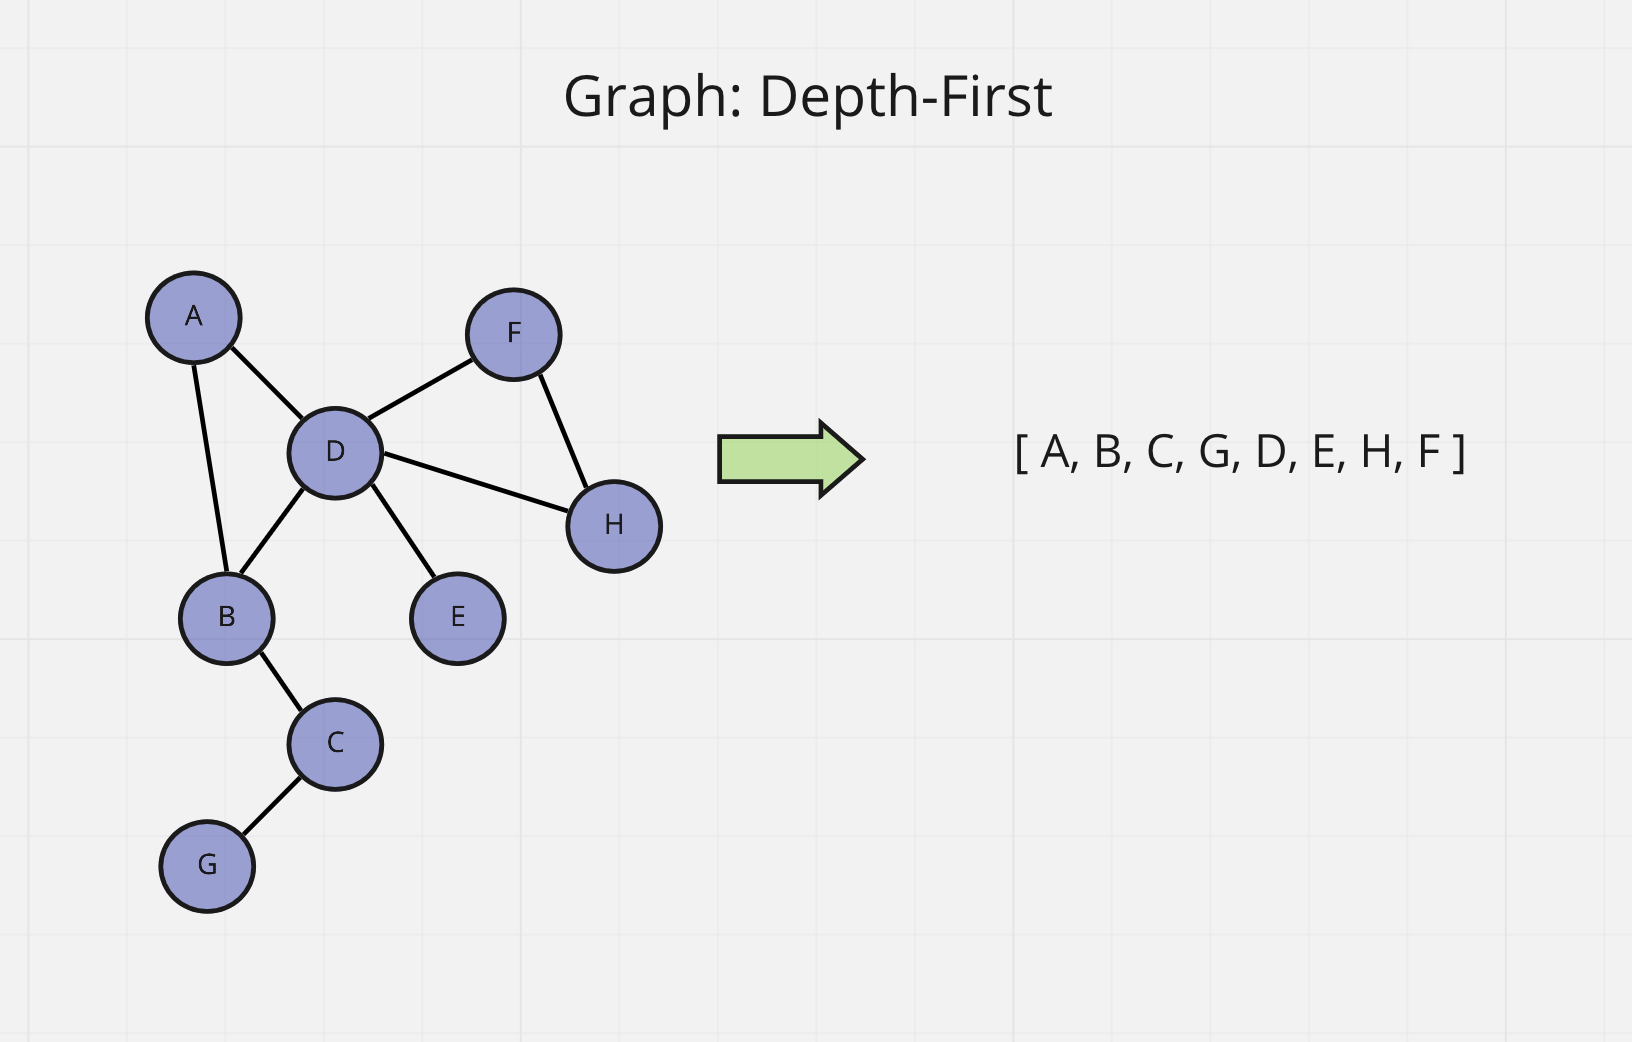 Graph: Depth-First
A
F
D
[ A, B, C, G, D, E, H, F ]
H
B
E
C
G